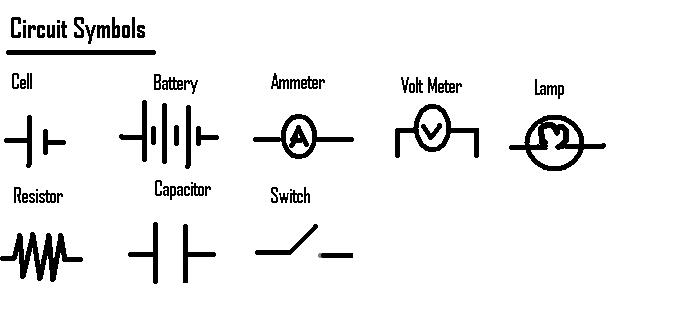 Circuit Symbols
Cell
Battery
Ammeter
Volt Meter
Lamp
A
V
Resistor
Capacitor
Switch